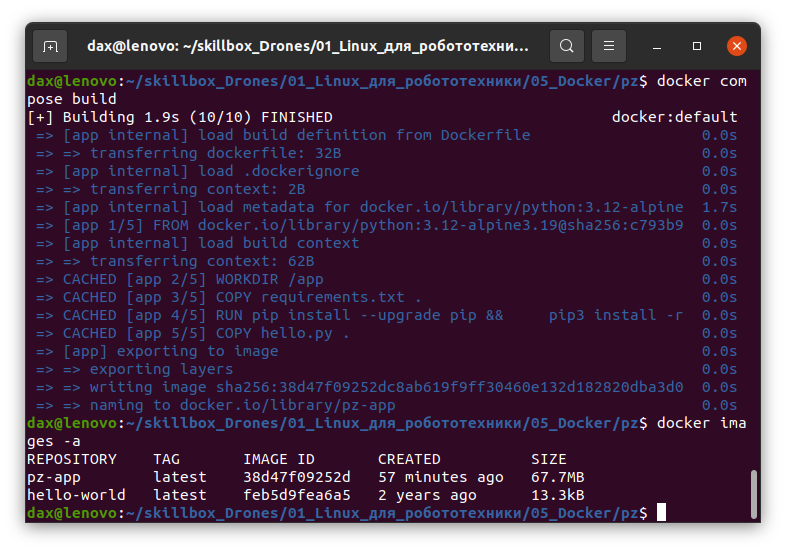 dax@lenovo: ~/skillbox_Drones/01_Linux_для_робототехни...
dax@lenovo:~/skillbox_Drones/01_Linux_для_робототехники/05_Docker/pz$ docker com
pose build
[+] Building 1.9s (10/10) FINISHED docker:default
=> [app internal] load build definition from Dockerfile 0.0s
=> => transferring dockerfile: 32B 0.0s
=> [app internal] load .dockerignore 0.0s
=> => transferring context: 2B 0.0s
=> [app internal] load metadata for docker.io/library/python:3.12-alpine 1.7s
=> [app 1/5] FROM docker.io/library/python:3.12-alpine3.19@sha256:c793b9 0.0s
=> [app internal] load build context 0.0s
=> => transferring context: 62B 0.0s
=> CACHED [app 2/5] WORKDIR /app 0.0s
=> CACHED [app 3/5] COPY requirements.txt . 0.0s
=> CACHED [app 4/5] RUN pip install --upgrade pip && pip3 install -r 0.0s
=> CACHED [app 5/5] COPY hello.py . 0.0s
=> [app] exporting to image 0.0s
=> => exporting layers 0.0s
=> => writing image sha256:38d47f09252dc8ab619f9ff30460e132d182820dba3d0 0.0s
=> => naming to docker.io/library/pz-app 0.0s
dax@lenovo:~/skillbox_Drones/01_Linux_для_робототехники/05_Docker/pz$ docker ima
ges -a
REPOSITORY TAG IMAGE ID CREATED SIZE
pz-app latest 38d47f09252d 57 minutes ago 67.7MB
hello-world latest feb5d9fea6a5 2 years ago 13.3kB
dax@lenovo:~/skillbox_Drones/01_Linux_для_робототехники/05_Docker/pz$